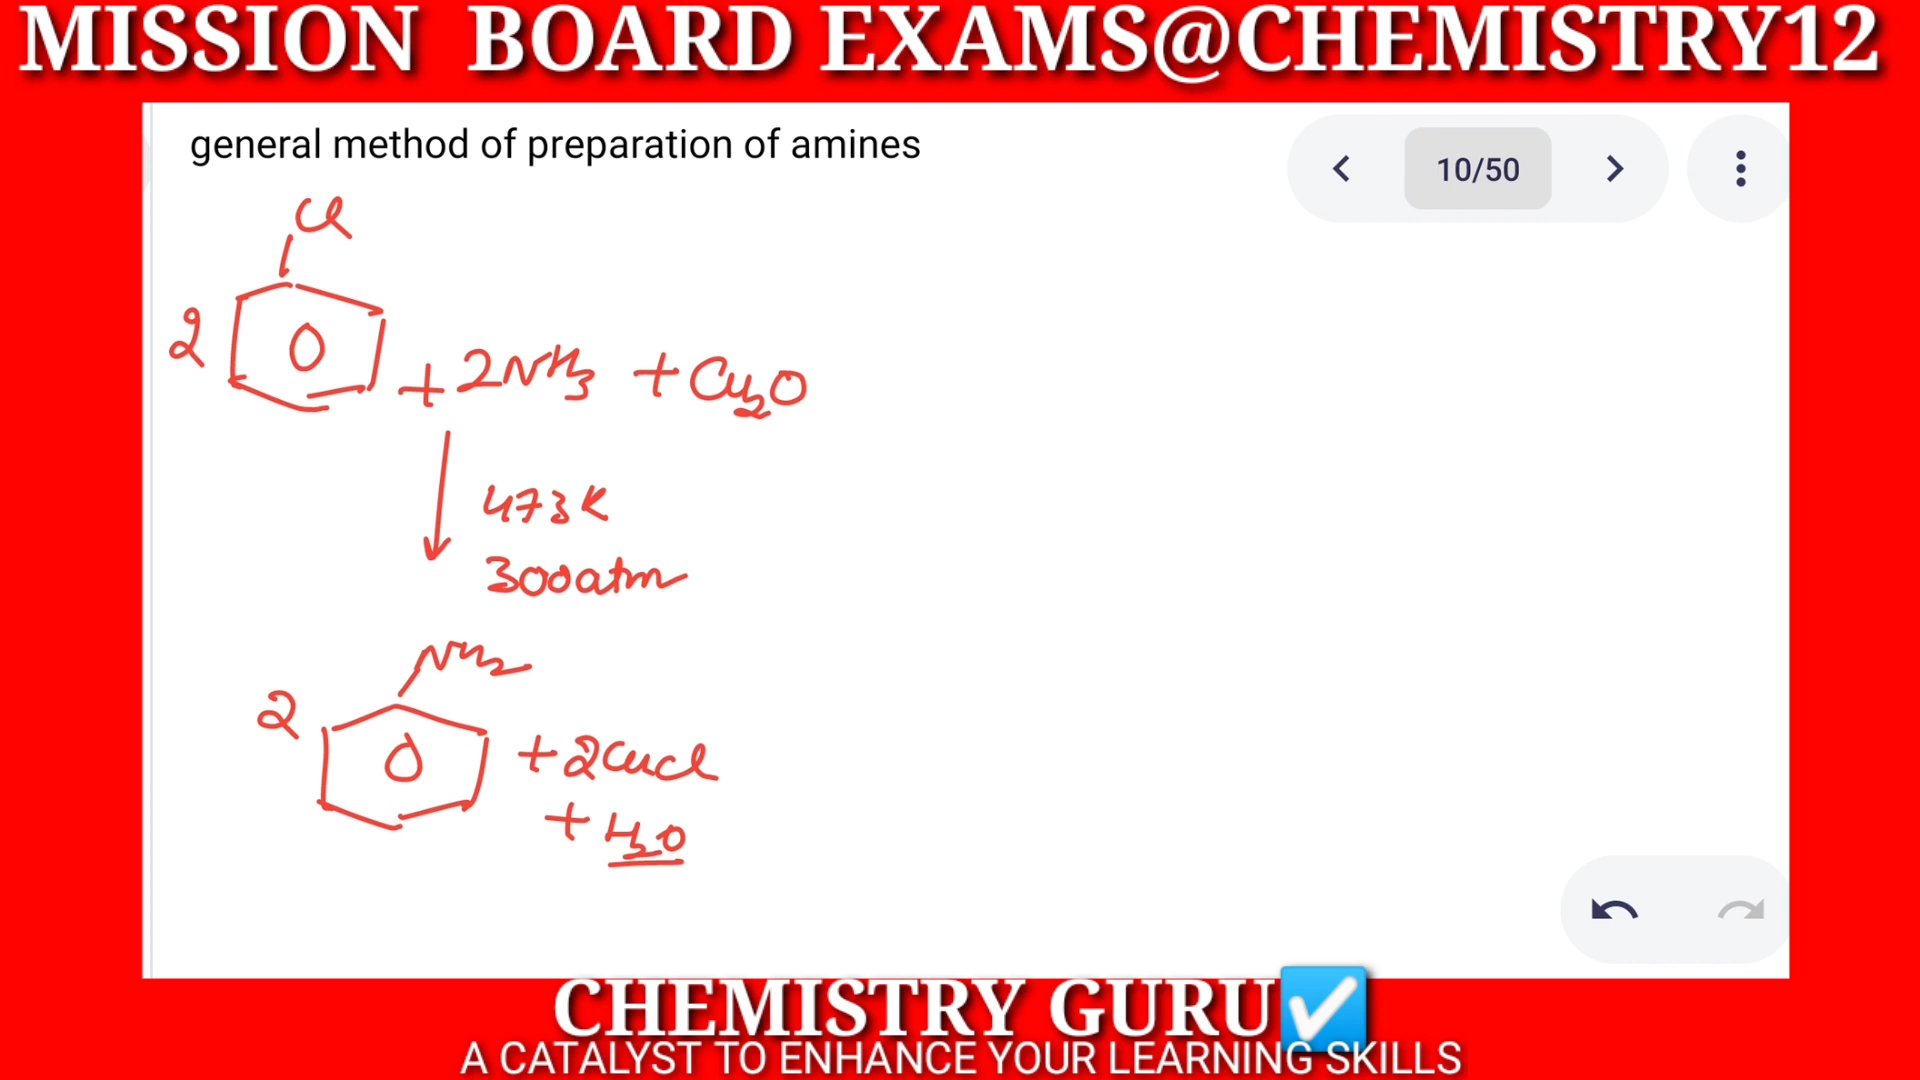 MISSION BOARD EXAMS@CHEMISTRY12
general method of preparation of amines
10/50
Cl
2 + 2NH3 + Cu2O
473K
300atm
NH2
2 + 2CuCl
+ H2O
CHEMISTRY GURU✅
A CATALYST TO ENHANCE YOUR LEARNING SKILLS